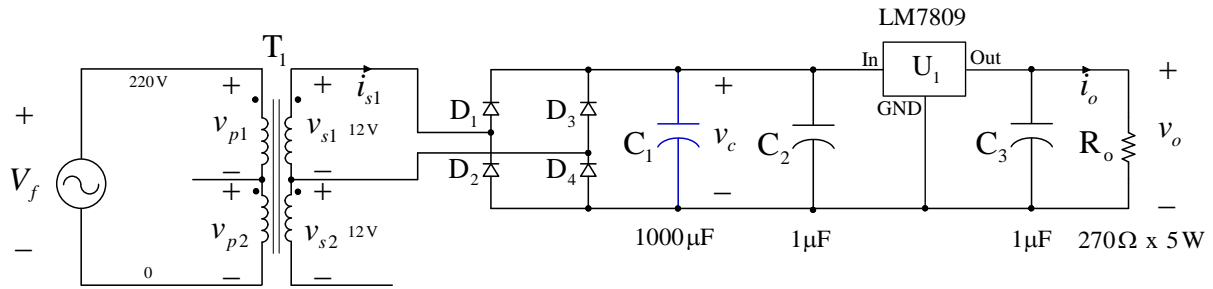 LM7809
T1
220V
+
+
+
is1
In
U1
Out
+
+
vp1
vs1
12V
D1
D3
GND
io
Vf
−
−
+
+
D2
D4
C1
vc
C2
C3
Ro
vo
−
vp2
vs2
12V
−
−
0
−
−
1000µF
1µF
1µF
270Ω x 5W